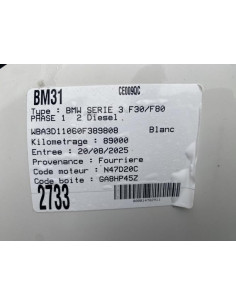 CE009QC
BM31
Type : BMW SERIE 3 F30/F80
PHASE 1 2 Diesel
WBA3D11060F389808 Blanc
Kilometrage : 89000
Entree : 20/08/2025
Provenance : Fourriere
Code moteur : N47D20C
Code boite : GA8HP45Z
2733